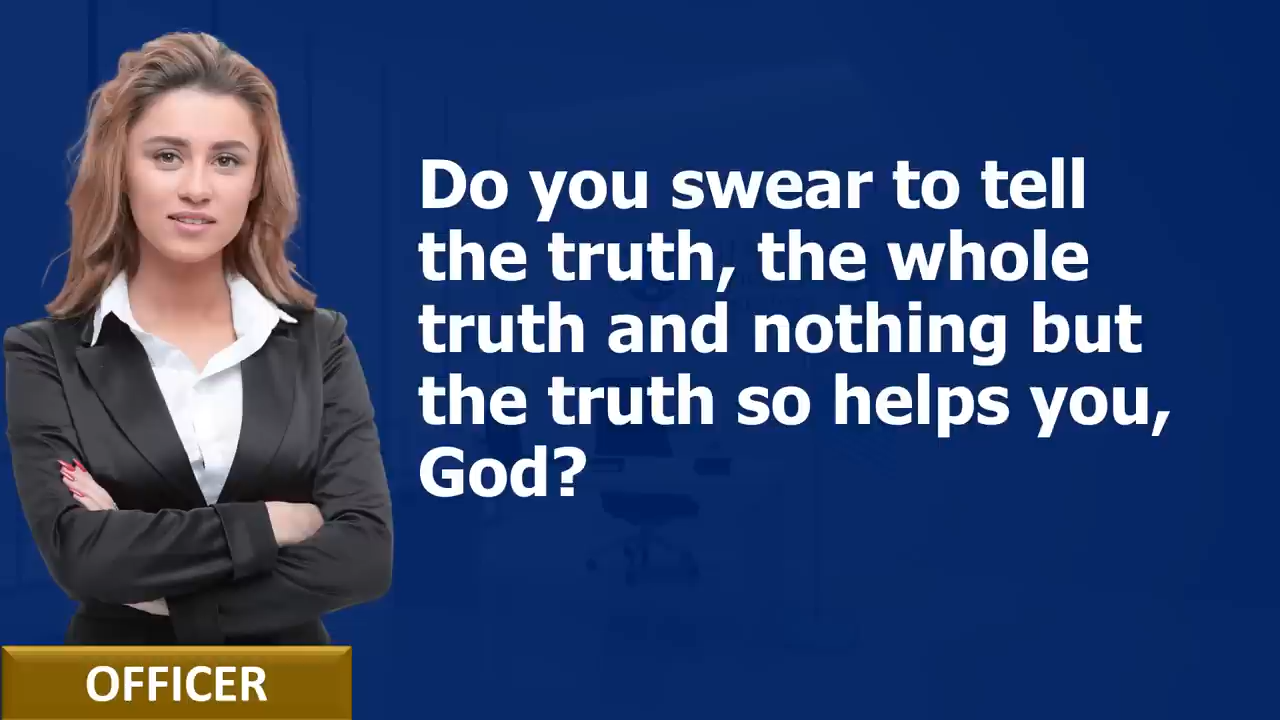 Do you swear to tell
the truth, the whole
truth and nothing but
the truth so helps you,
God?
OFFICER